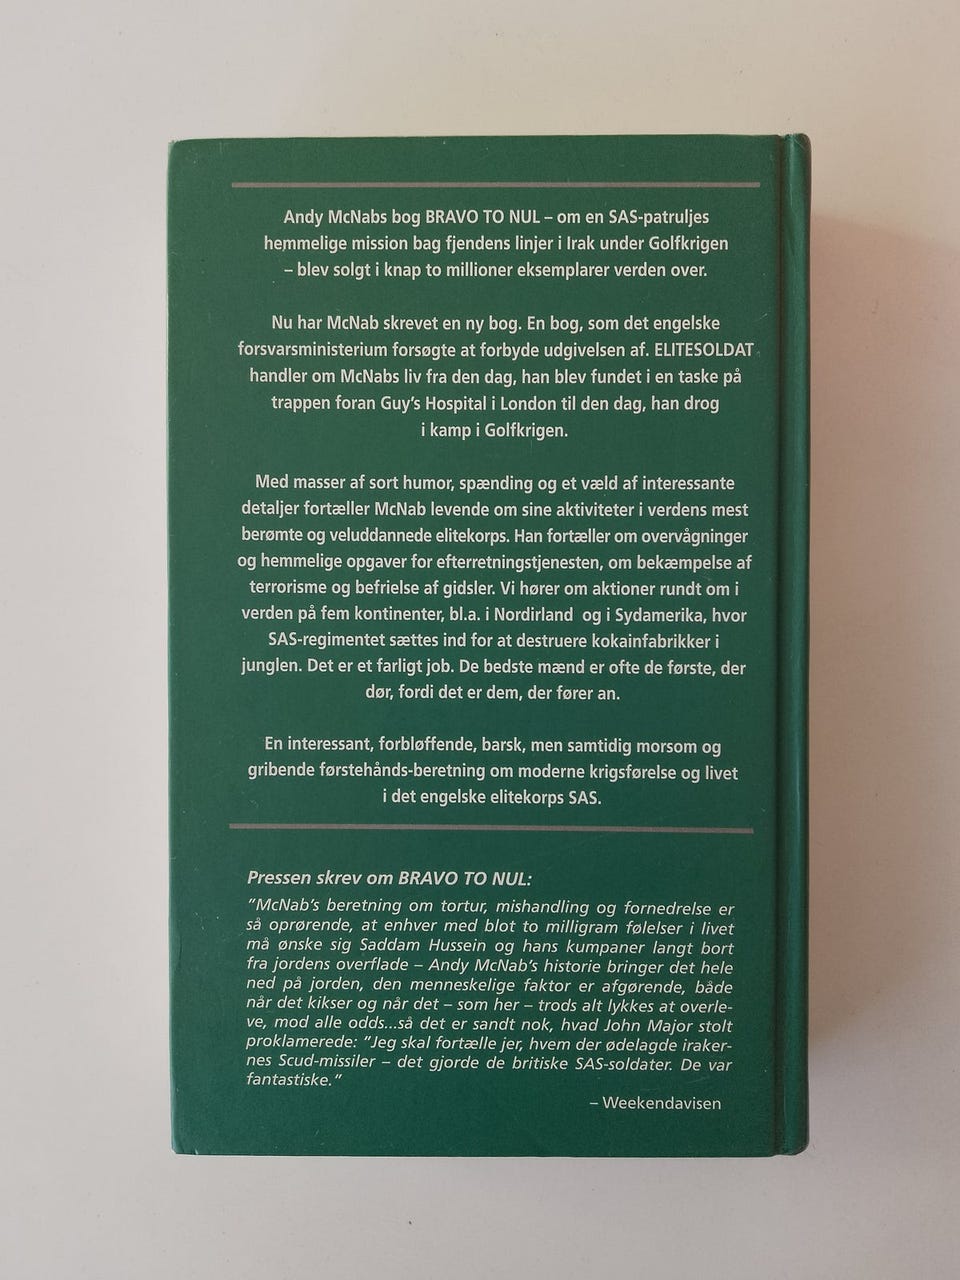 Andy McNabs bog BRAVO TO NUL – om en SAS-patruljes
hemmelige mission bag fjendens linjer i Irak under Golfkrigen
– blev solgt i knap to millioner eksemplarer verden over.
Nu har McNab skrevet en ny bog. En bog, som det engelske
forsvarsministerium forsøgte at forbyde udgivelsen af. ELITESOLDAT
handler om McNabs liv fra den dag, han blev fundet i en taske på
trappen foran Guy's Hospital i London til den dag, han drog
i kamp i Golfkrigen.
Med masser af sort humor, spænding og et væld af interessante
detaljer fortæller McNab levende om sine aktiviteter i verdens mest
berømte og veluddannede elitekorps. Han fortæller om overvågninger
og hemmelige opgaver for efterretningstjenesten, om bekæmpelse af
terrorisme og befrielse af gidsler. Vi hører om aktioner rundt om i
verden på fem kontinenter, bl.a. i Nordirland og i Sydamerika, hvor
SAS-regimentet sættes ind for at destruere kokainfabrikker i
junglen. Det er et farligt job. De bedste mænd er ofte de første, der
dør, fordi det er dem, der fører an.
En interessant, forbløffende, barsk, men samtidig morsom og
gribende førstehånds-beretning om moderne krigsførelse og livet
i det engelske elitekorps SAS.
Pressen skrev om BRAVO TO NUL:
"McNab's beretning om tortur, mishandling og fornedrelse er
så oprørende, at enhver med blot to milligram følelser i livet
må ønske sig Saddam Hussein og hans kumpaner langt bort
fra jordens overflade – Andy McNab's historie bringer det hele
ned på jorden, den menneskelige faktor er afgørende, både
når det kikser og når det – som her – trods alt lykkes at overle-
ve, mod alle odds...så det er sandt nok, hvad John Major stolt
proklamerede: "Jeg skal fortælle jer, hvem der ødelagde iraker-
nes Scud-missiler – det gjorde de britiske SAS-soldater. De var
fantastiske."
– Weekendavisen